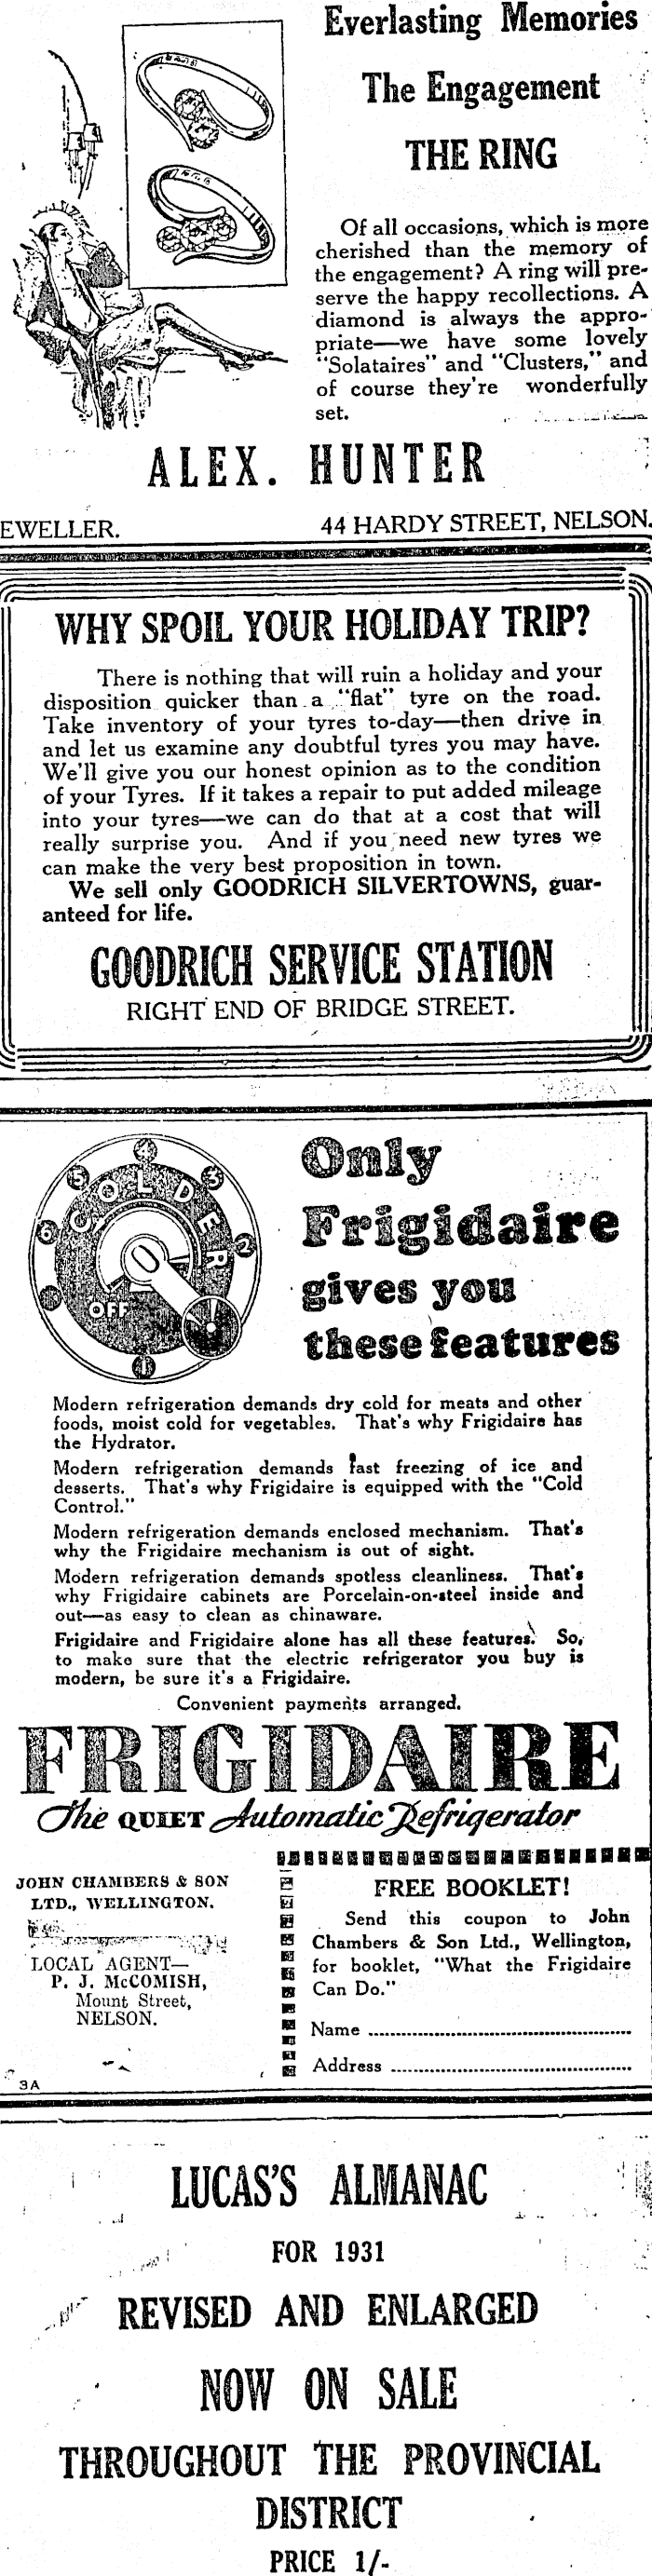 Everlasting Memories
The Engagement
THE RING
Of all occasions, which is more
cherished than the memory of
the engagement? A ring will pre-
serve the happy recollections. A
diamond is always the appro-
priate—we have some lovely
"Solataires" and "Clusters," and
of course they're wonderfully
set.
ALEX. HUNTER
EWELLER. 44 HARDY STREET, NELSON.
WHY SPOIL YOUR HOLIDAY TRIP?
There is nothing that will ruin a holiday and your
disposition quicker than a "flat" tyre on the road.
Take inventory of your tyres to-day—then drive in
and let us examine any doubtful tyres you may have.
We'll give you our honest opinion as to the condition
of your Tyres. If it takes a repair to put added mileage
into your tyres—we can do that at a cost that will
really surprise you. And if you need new tyres we
can make the very best proposition in town.
We sell only GOODRICH SILVERTOWNS, guar-
anteed for life.
GOODRICH SERVICE STATION
RIGHT END OF BRIDGE STREET.
4
5 3
COLDER
6 2
OFF
1
Only
Frigidaire
gives you
these features
Modern refrigeration demands dry cold for meats and other
foods, moist cold for vegetables. That's why Frigidaire has
the Hydrator.
Modern refrigeration demands fast freezing of ice and
desserts. That's why Frigidaire is equipped with the "Cold
Control."
Modern refrigeration demands enclosed mechanism. That's
why the Frigidaire mechanism is out of sight.
Modern refrigeration demands spotless cleanliness. That's
why Frigidaire cabinets are Porcelain-on-steel inside and
out—as easy to clean as chinaware.
Frigidaire and Frigidaire alone has all these features. So,
to make sure that the electric refrigerator you buy is
modern, be sure it's a Frigidaire.
Convenient payments arranged.
FRIGIDAIRE
The QUIET Automatic Refrigerator
JOHN CHAMBERS & SON
LTD., WELLINGTON.
LOCAL AGENT—
P. J. McCOMISH,
Mount Street,
NELSON.
3A
FREE BOOKLET!
Send this coupon to John
Chambers & Son Ltd., Wellington,
for booklet, "What the Frigidaire
Can Do."
Name ................................................
Address ............................................
LUCAS'S ALMANAC
FOR 1931
REVISED AND ENLARGED
NOW ON SALE
THROUGHOUT THE PROVINCIAL
DISTRICT
PRICE 1/-